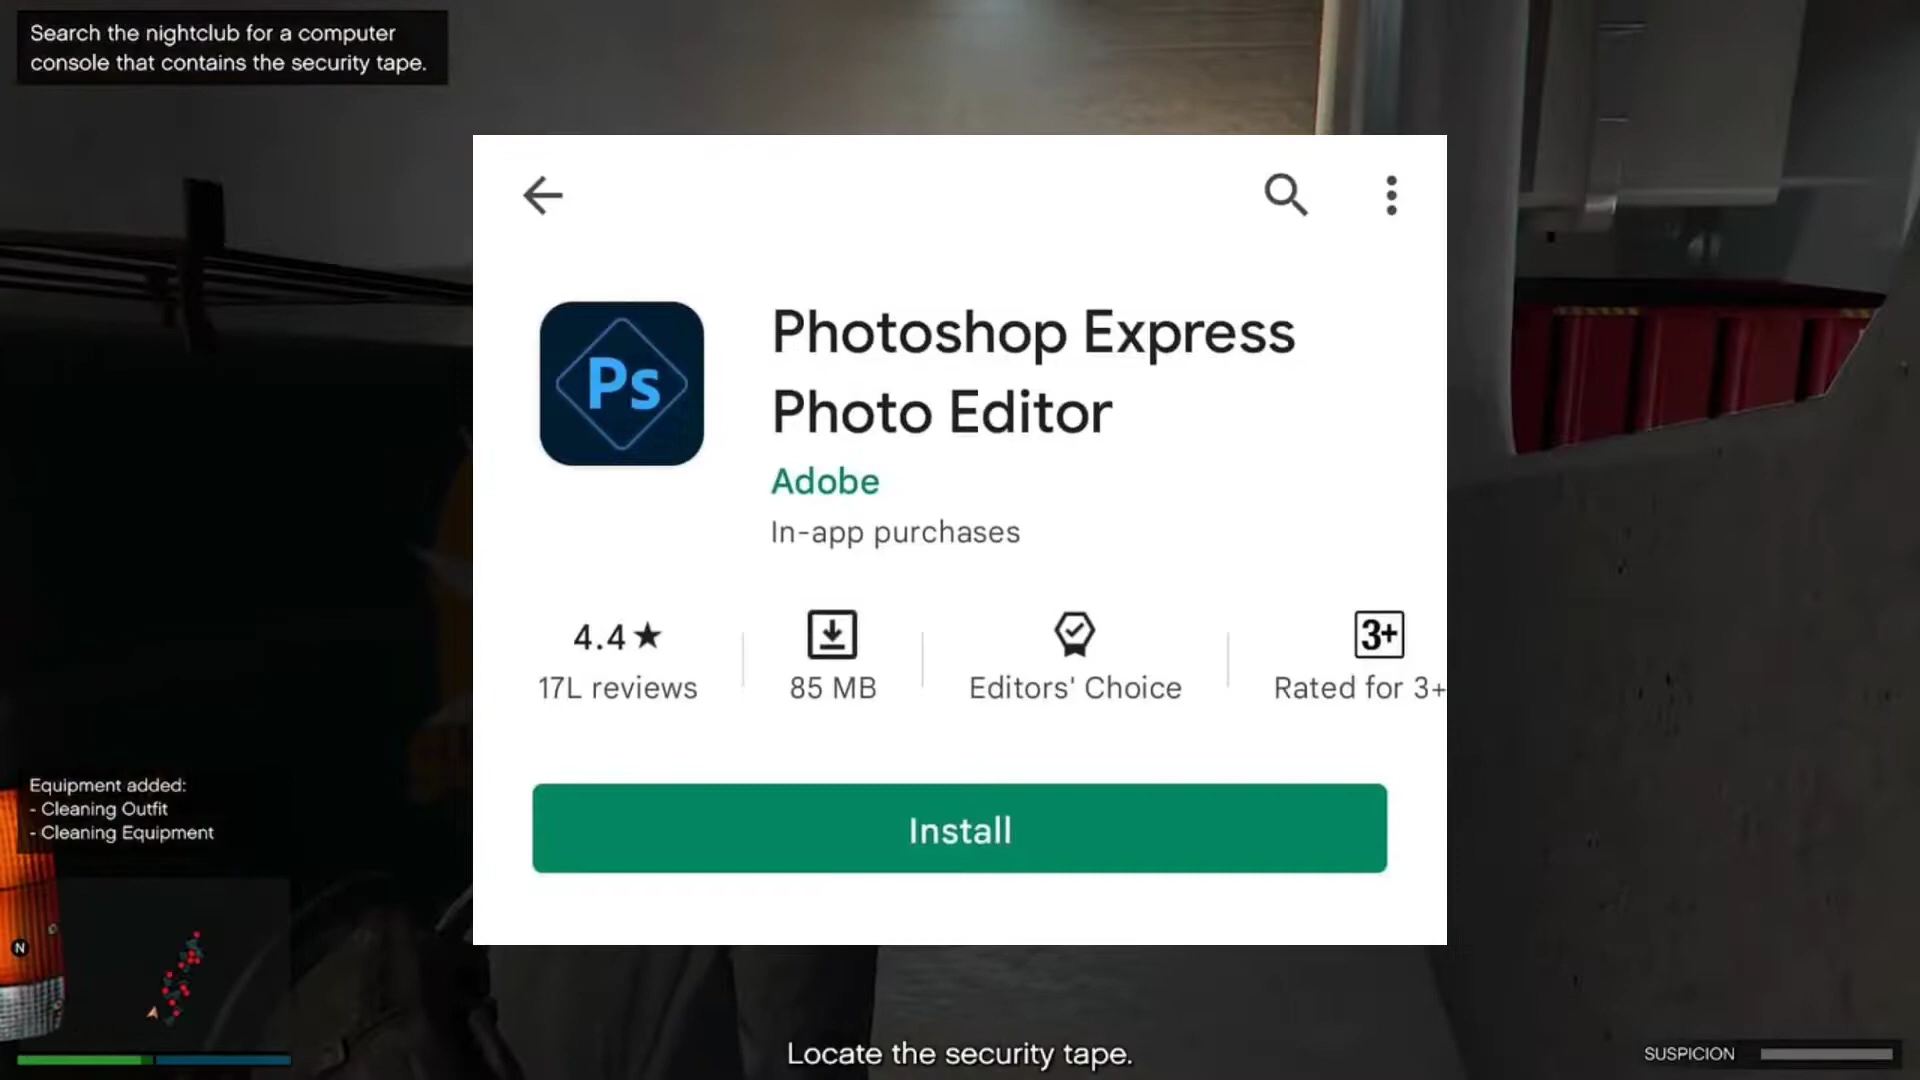 Search the nightclub for a computer
console that contains the security tape.
Ps
Photoshop Express
Photo Editor
Adobe
In-app purchases
4.4★
17L reviews
85 MB
Editors' Choice
3+
Rated for 3+
Install
Equipment added:
- Cleaning Outfit
- Cleaning Equipment
N
Locate the security tape.
SUSPICION